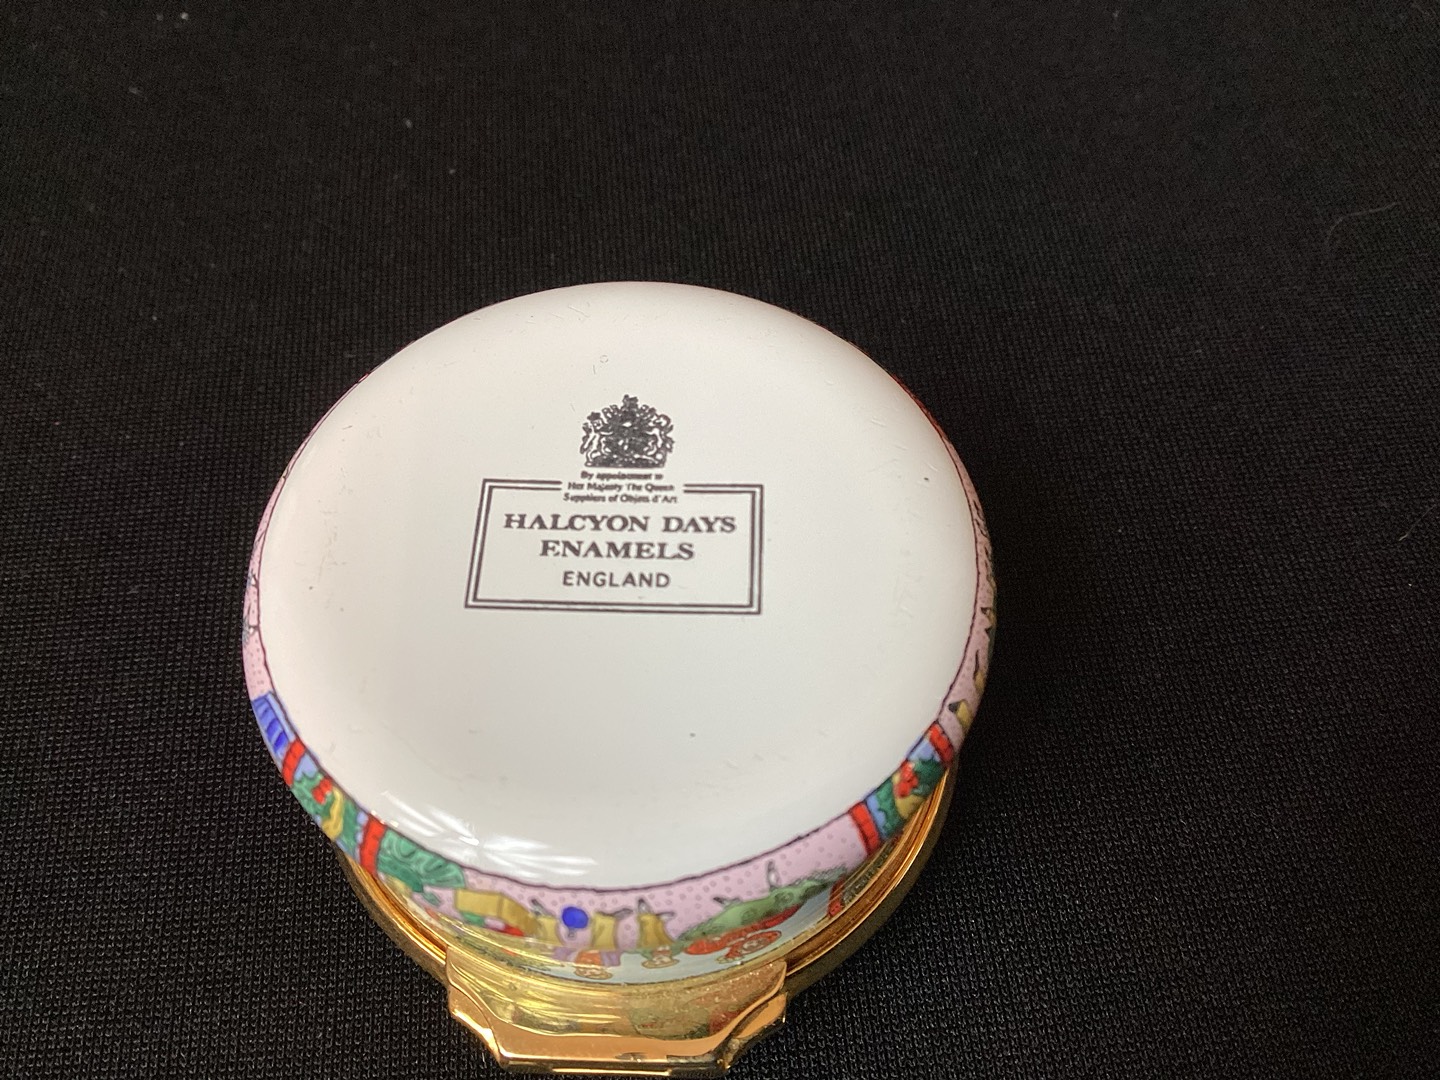 By appointment to
Her Majesty The Queen
Suppliers of Objets d'Art
HALCYON DAYS
ENAMELS
ENGLAND